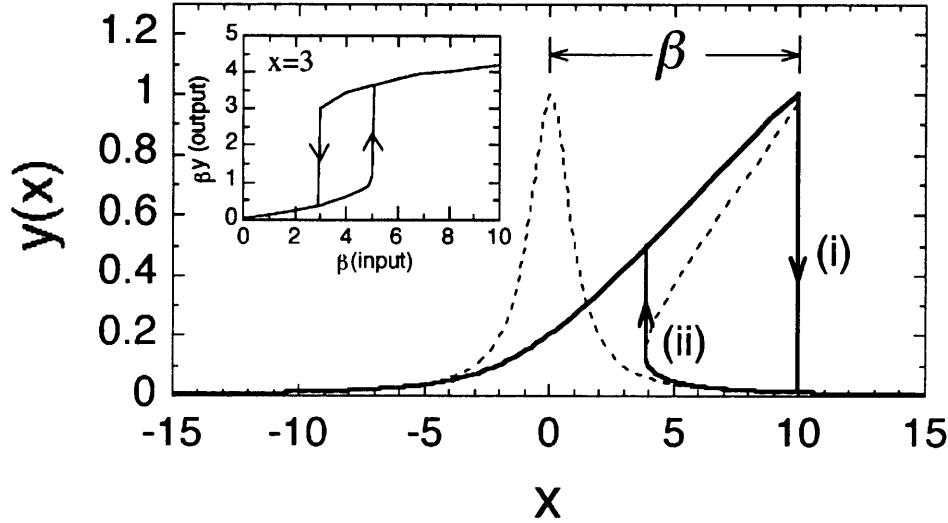 1.2
1
0.8
0.6
0.4
0.2
0
y(x)
-15 -10 -5 0 5 10 15
X
β
(i)
(ii)
x=3
5
4
3
2
1
0
βy (output)
0 2 4 6 8 10
β (input)